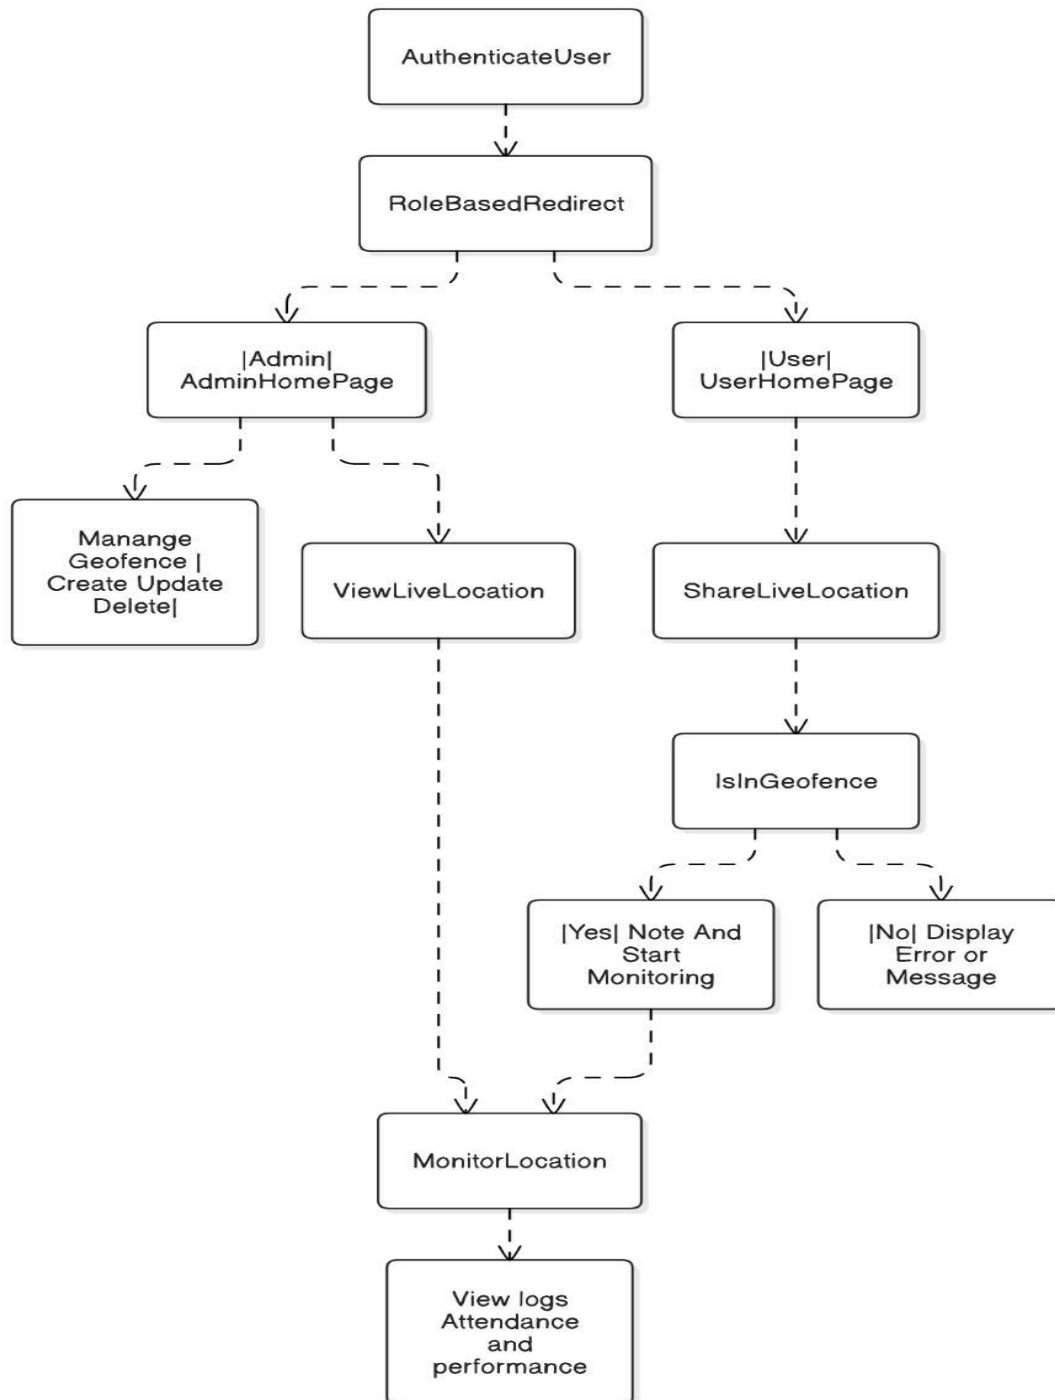 AuthenticateUser
RoleBasedRedirect
|Admin|
AdminHomePage
|User|
UserHomePage
Manange
Geofence |
Create Update
Delete|
ViewLiveLocation
ShareLiveLocation
IsInGeofence
|Yes| Note And
Start
Monitoring
|No| Display
Error or
Message
MonitorLocation
View logs
Attendance
and
performance